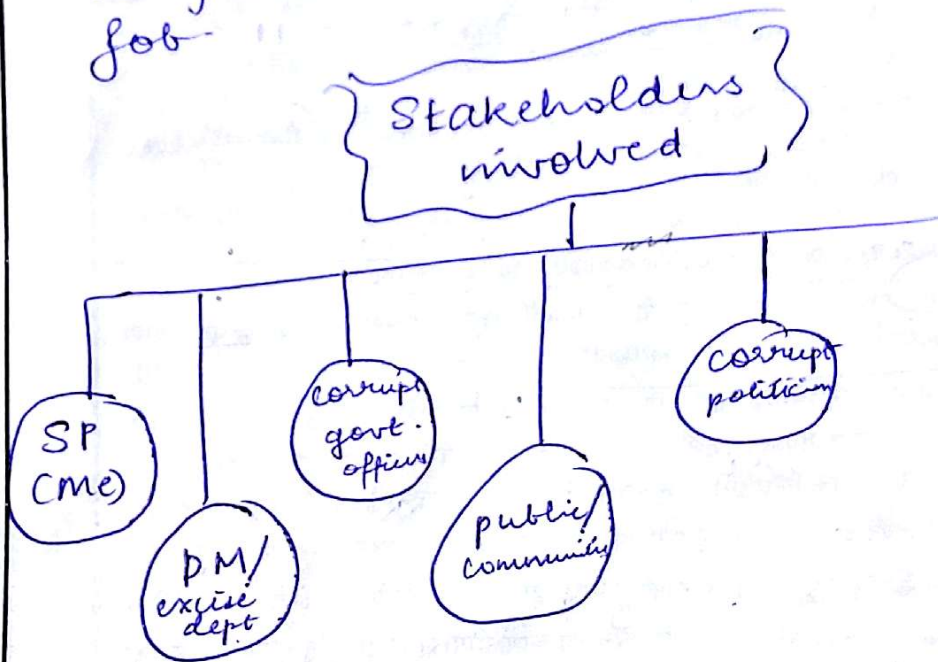 job.
Stakeholders
involved
SP
(Me)
DM/
excise
dept
corrupt
govt.
officers
public/
community
corrupt
politician